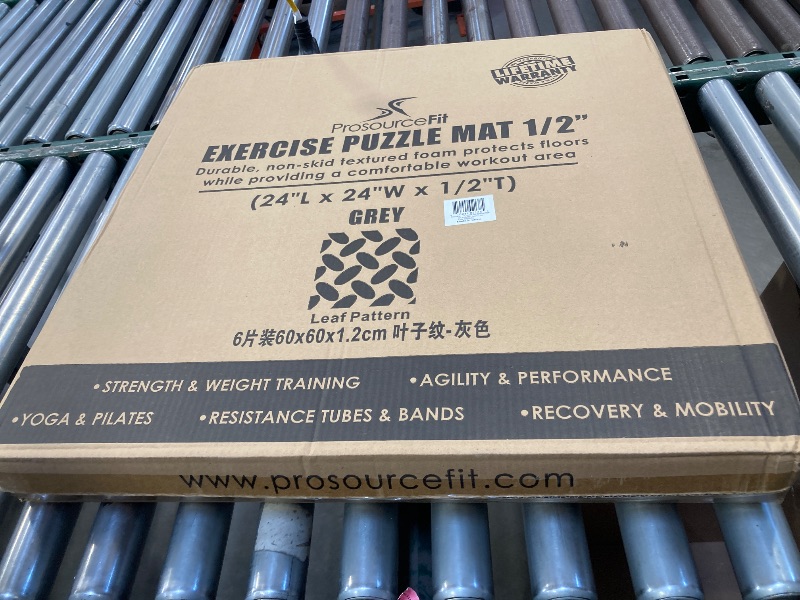 LIFETIME
WARRANTY
ProsourceFit
EXERCISE PUZZLE MAT 1/2”
Durable, non-skid textured foam protects floors
while providing a comfortable workout area
(24"L x 24"W x 1/2"T)
GREY
Leaf Pattern
6片装60x60x1.2cm 叶子纹-灰色
•STRENGTH & WEIGHT TRAINING •AGILITY & PERFORMANCE
•YOGA & PILATES •RESISTANCE TUBES & BANDS •RECOVERY & MOBILITY
www.prosourcefit.com